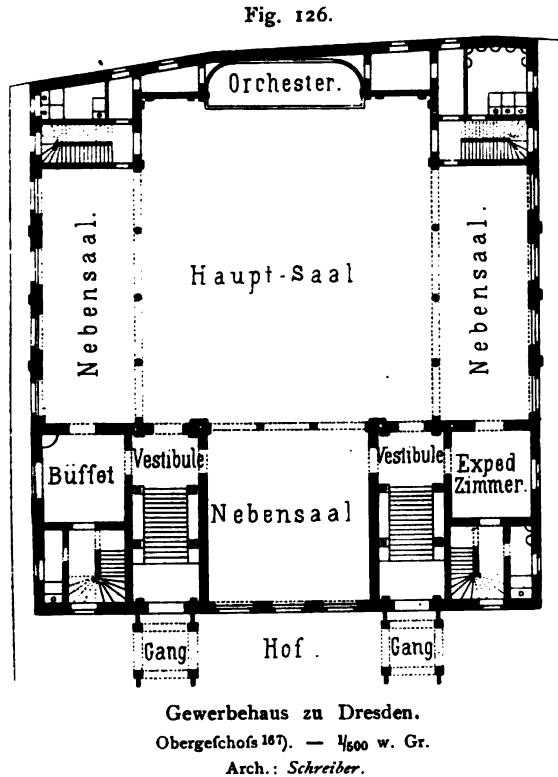 Fig. 126.
Orchester.
Nebensaal.
Haupt-Saal
Nebensaal.
Büffet
Vestibule
Vestibule
Exped
Zimmer.
Nebensaal
Gang
Hof.
Gang
Gewerbehaus zu Dresden.
Obergeſchoſs 167). — 1/500 w. Gr.
Arch.: Schreiber.